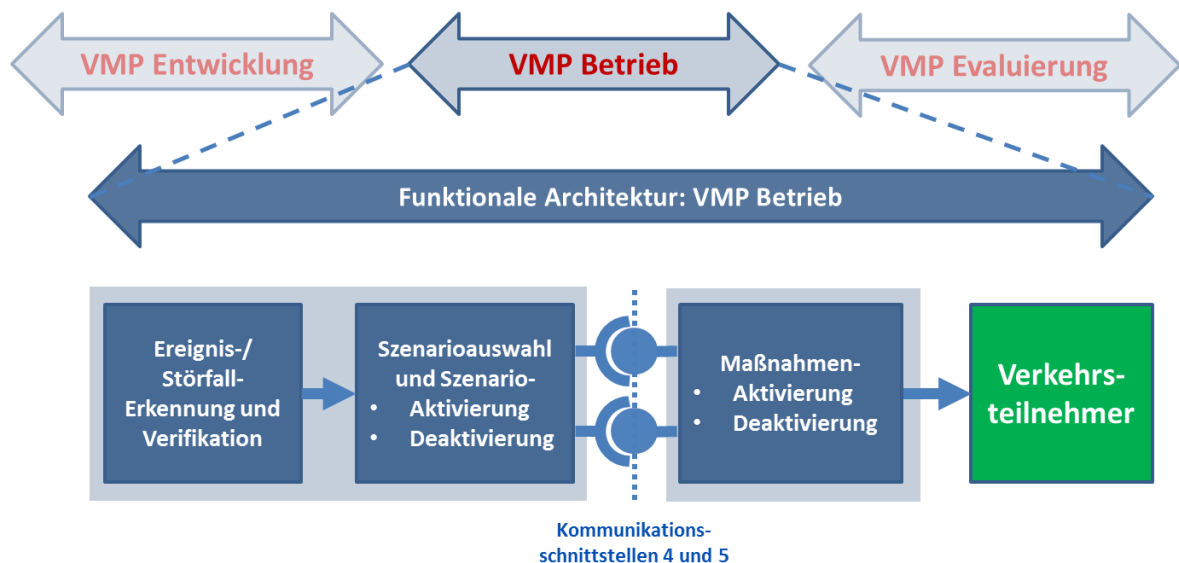 VMP Entwicklung
VMP Betrieb
VMP Evaluierung
Funktionale Architektur: VMP Betrieb
Ereignis-/
Störfall-
Erkennung und
Verifikation
Szenarioauswahl
und Szenario-
• Aktivierung
• Deaktivierung
Maßnahmen-
• Aktivierung
• Deaktivierung
Verkehrs-
teilnehmer
Kommunikations-
schnittstellen 4 und 5